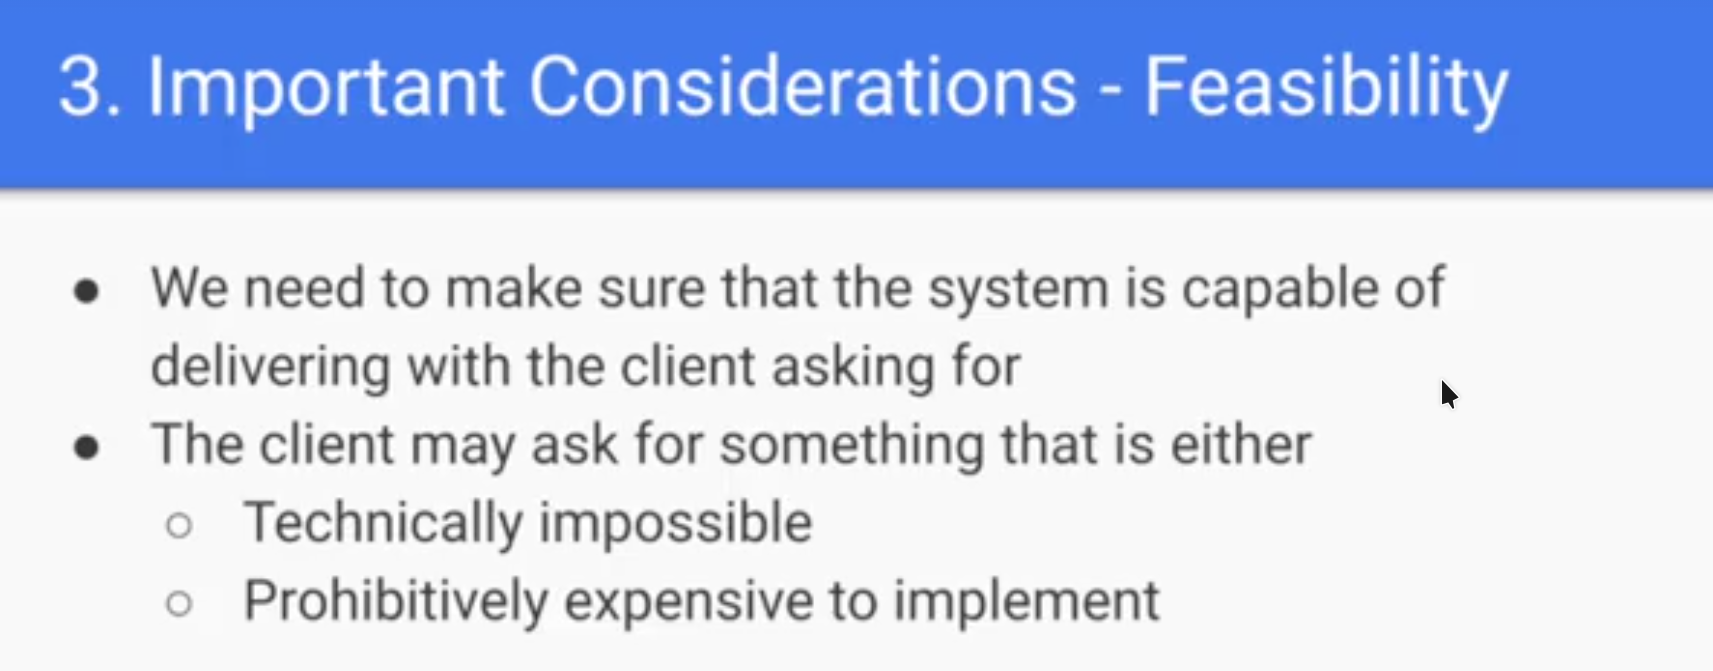 3. Important Considerations - Feasibility
● We need to make sure that the system is capable of
delivering with the client asking for
● The client may ask for something that is either
○ Technically impossible
○ Prohibitively expensive to implement